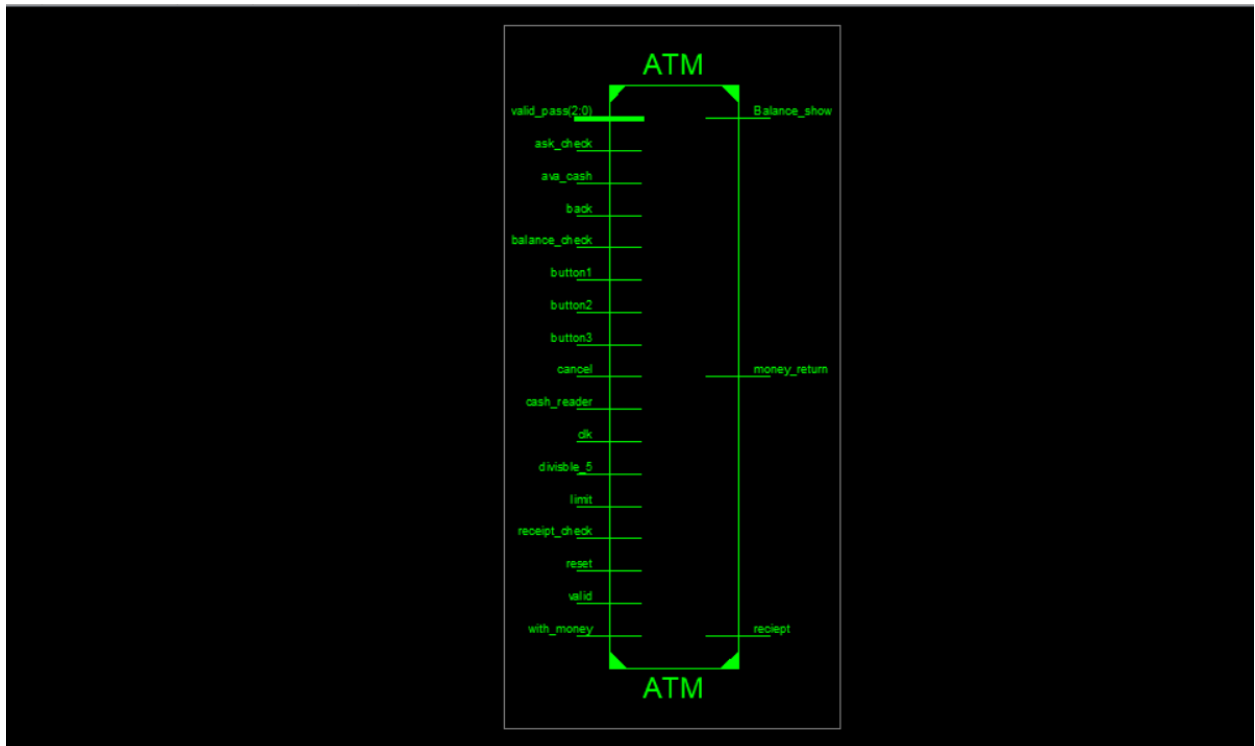 ATM
valid_pass(2:0)
Balance_show
ask_check
ava_cash
back
balance_check
button1
button2
button3
cancel
money_return
cash_reader
clk
divisble_5
limit
receipt_check
reset
valid
with_money
reciept
ATM